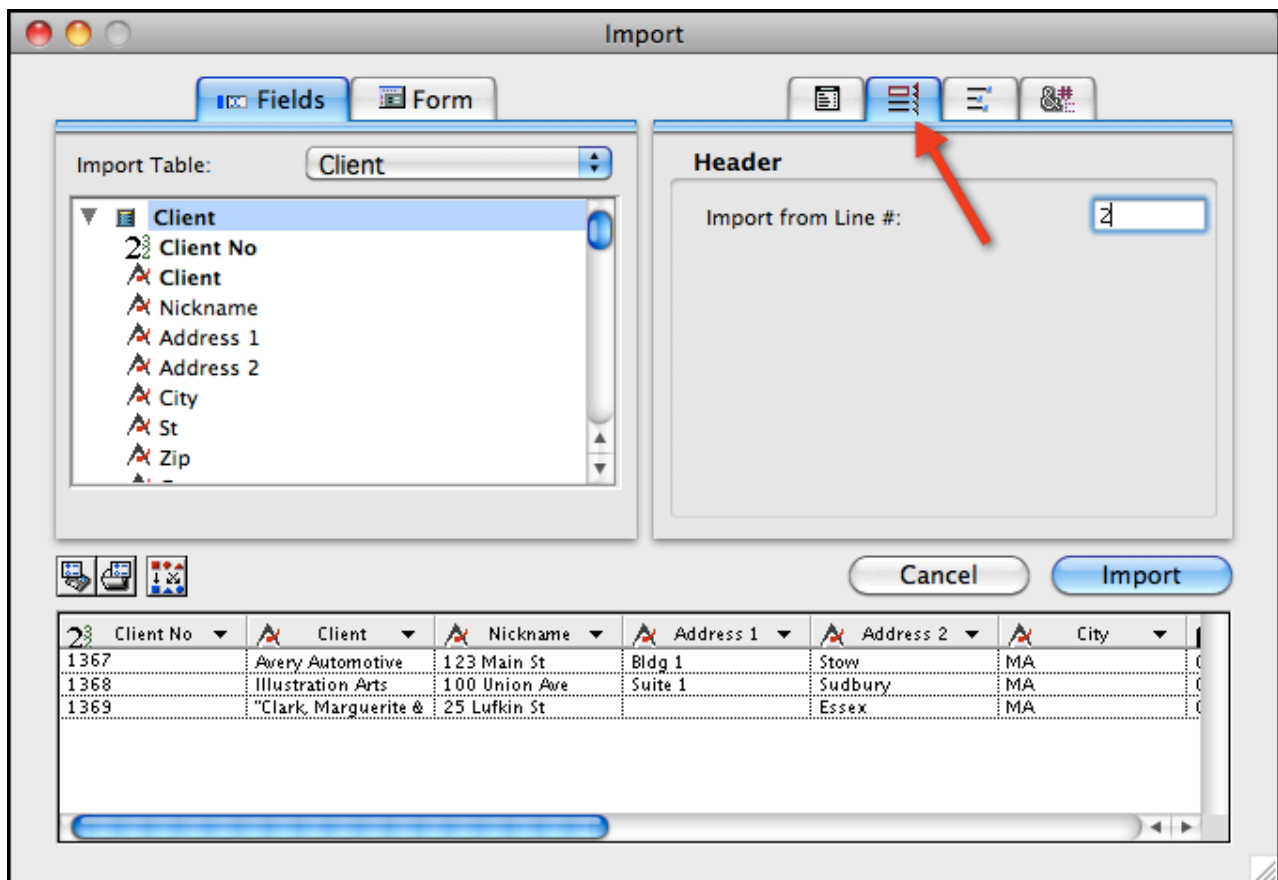 Import
Fields Form
Import Table: Client
Client
Client No
Client
Nickname
Address 1
Address 2
City
St
Zip
Header
Import from Line #: 2
Cancel Import
Client No Client Nickname Address 1 Address 2 City
1367 Avery Automotive 123 Main St Bldg 1 Stow MA
1368 Illustration Arts 100 Union Ave Suite 1 Sudbury MA
1369 "Clark, Marguerite & 25 Lufkin St Essex MA